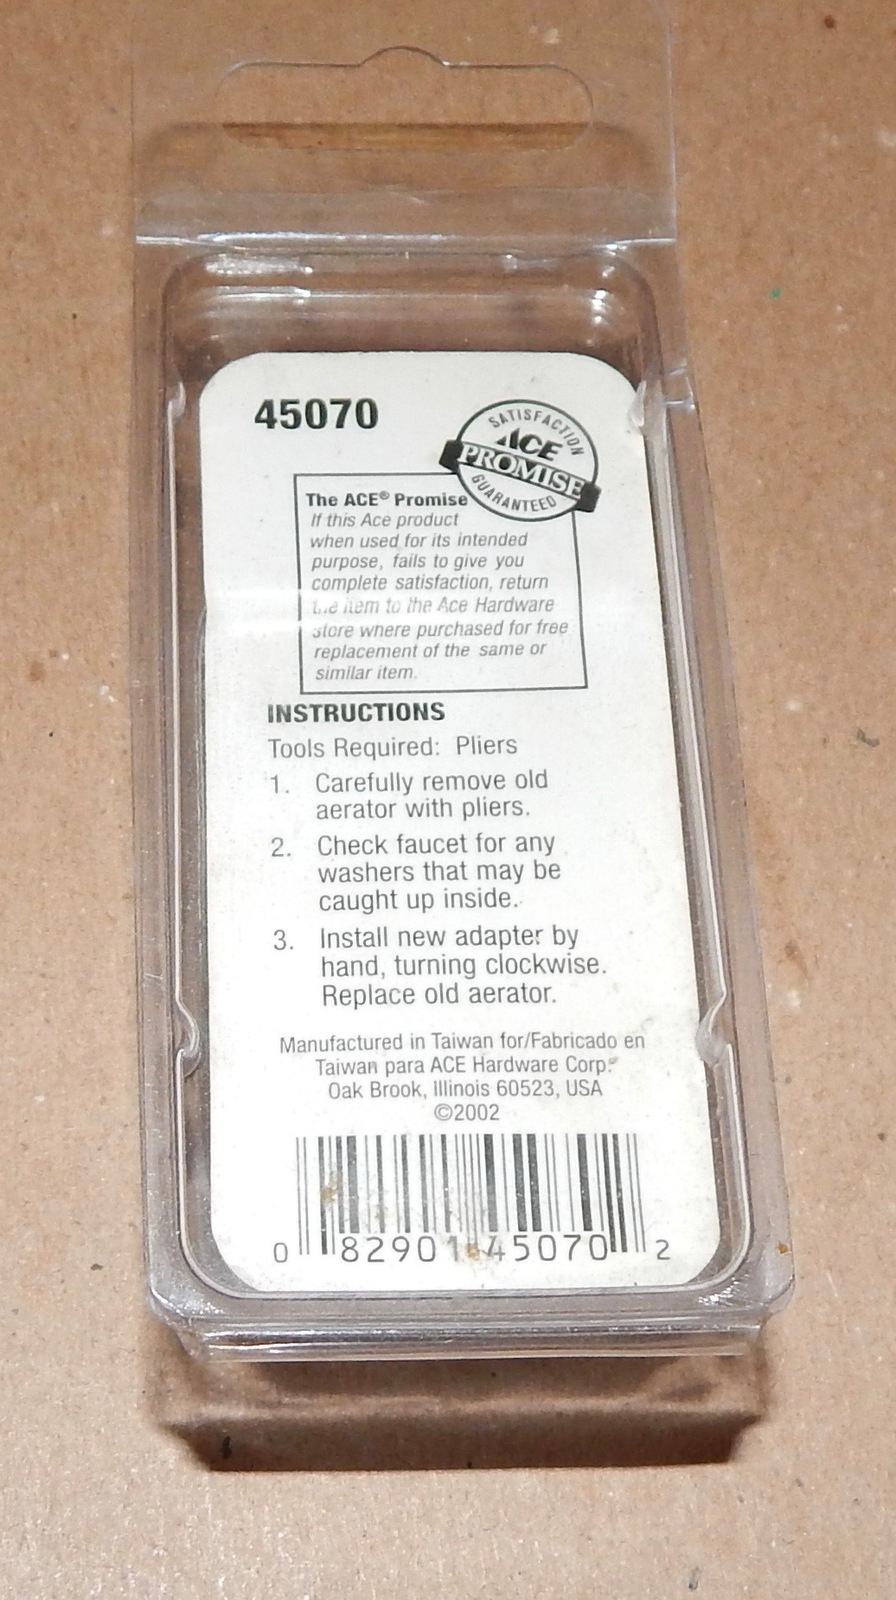 45070
SATISFACTION
ACE
PROMISE
GUARANTEED
The ACE® Promise
If this Ace product
when used for its intended
purpose, fails to give you
complete satisfaction, return
the item to the Ace Hardware
store where purchased for free
replacement of the same or
similar item.
INSTRUCTIONS
Tools Required: Pliers
1. Carefully remove old
aerator with pliers.
2. Check faucet for any
washers that may be
caught up inside.
3. Install new adapter by
hand, turning clockwise.
Replace old aerator.
Manufactured in Taiwan for/Fabricado en
Taiwan para ACE Hardware Corp.
Oak Brook, Illinois 60523, USA
©2002
0 82901 45070 2